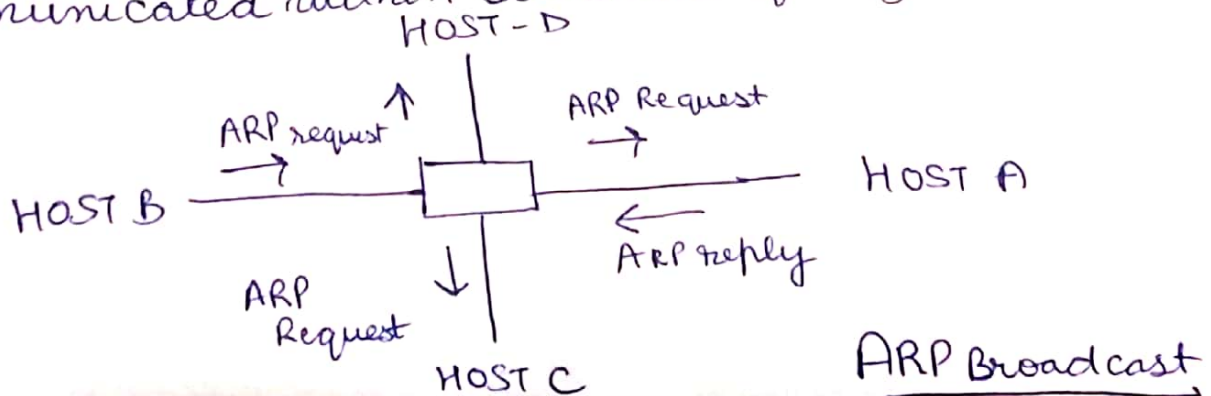 HOST-D
ARP Request
ARP request
HOST A
HOST B
ARP reply
ARP
Request
HOST C
ARP Broadcast